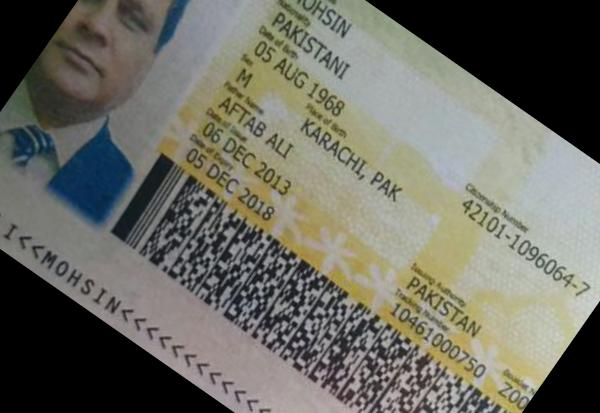 MOHSIN
Nationality
PAKISTANI
Date of Birth
05 AUG 1968
Sex Place of Birth
M KARACHI, PAK
Father Name
AFTAB ALI
Date of Issue
06 DEC 2013
Date of Expiry
05 DEC 2018
Citizenship Number
42101-1096064-7
Issuing Authority
PAKISTAN
Tracking Number
10461000750
I<<MOHSIN<<<<<<<<<<<<<